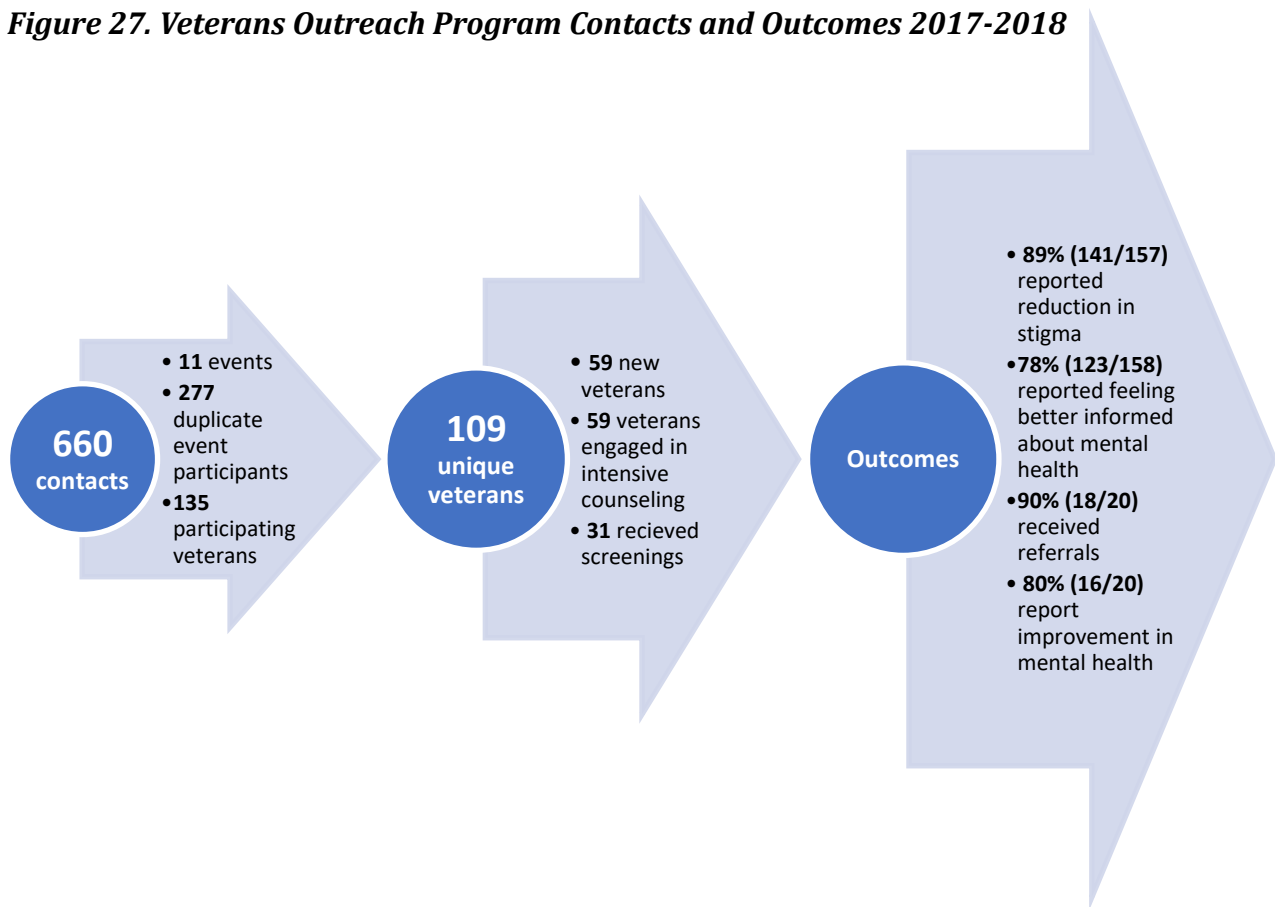 Figure 27. Veterans Outreach Program Contacts and Outcomes 2017-2018
660
contacts
• 11 events
• 277
duplicate
event
participants
•135
participating
veterans
109
unique
veterans
• 59 new
veterans
• 59 veterans
engaged in
intensive
counseling
• 31 recieved
screenings
Outcomes
• 89% (141/157)
reported
reduction in
stigma
•78% (123/158)
reported feeling
better informed
about mental
health
•90% (18/20)
received
referrals
• 80% (16/20)
report
improvement in
mental health